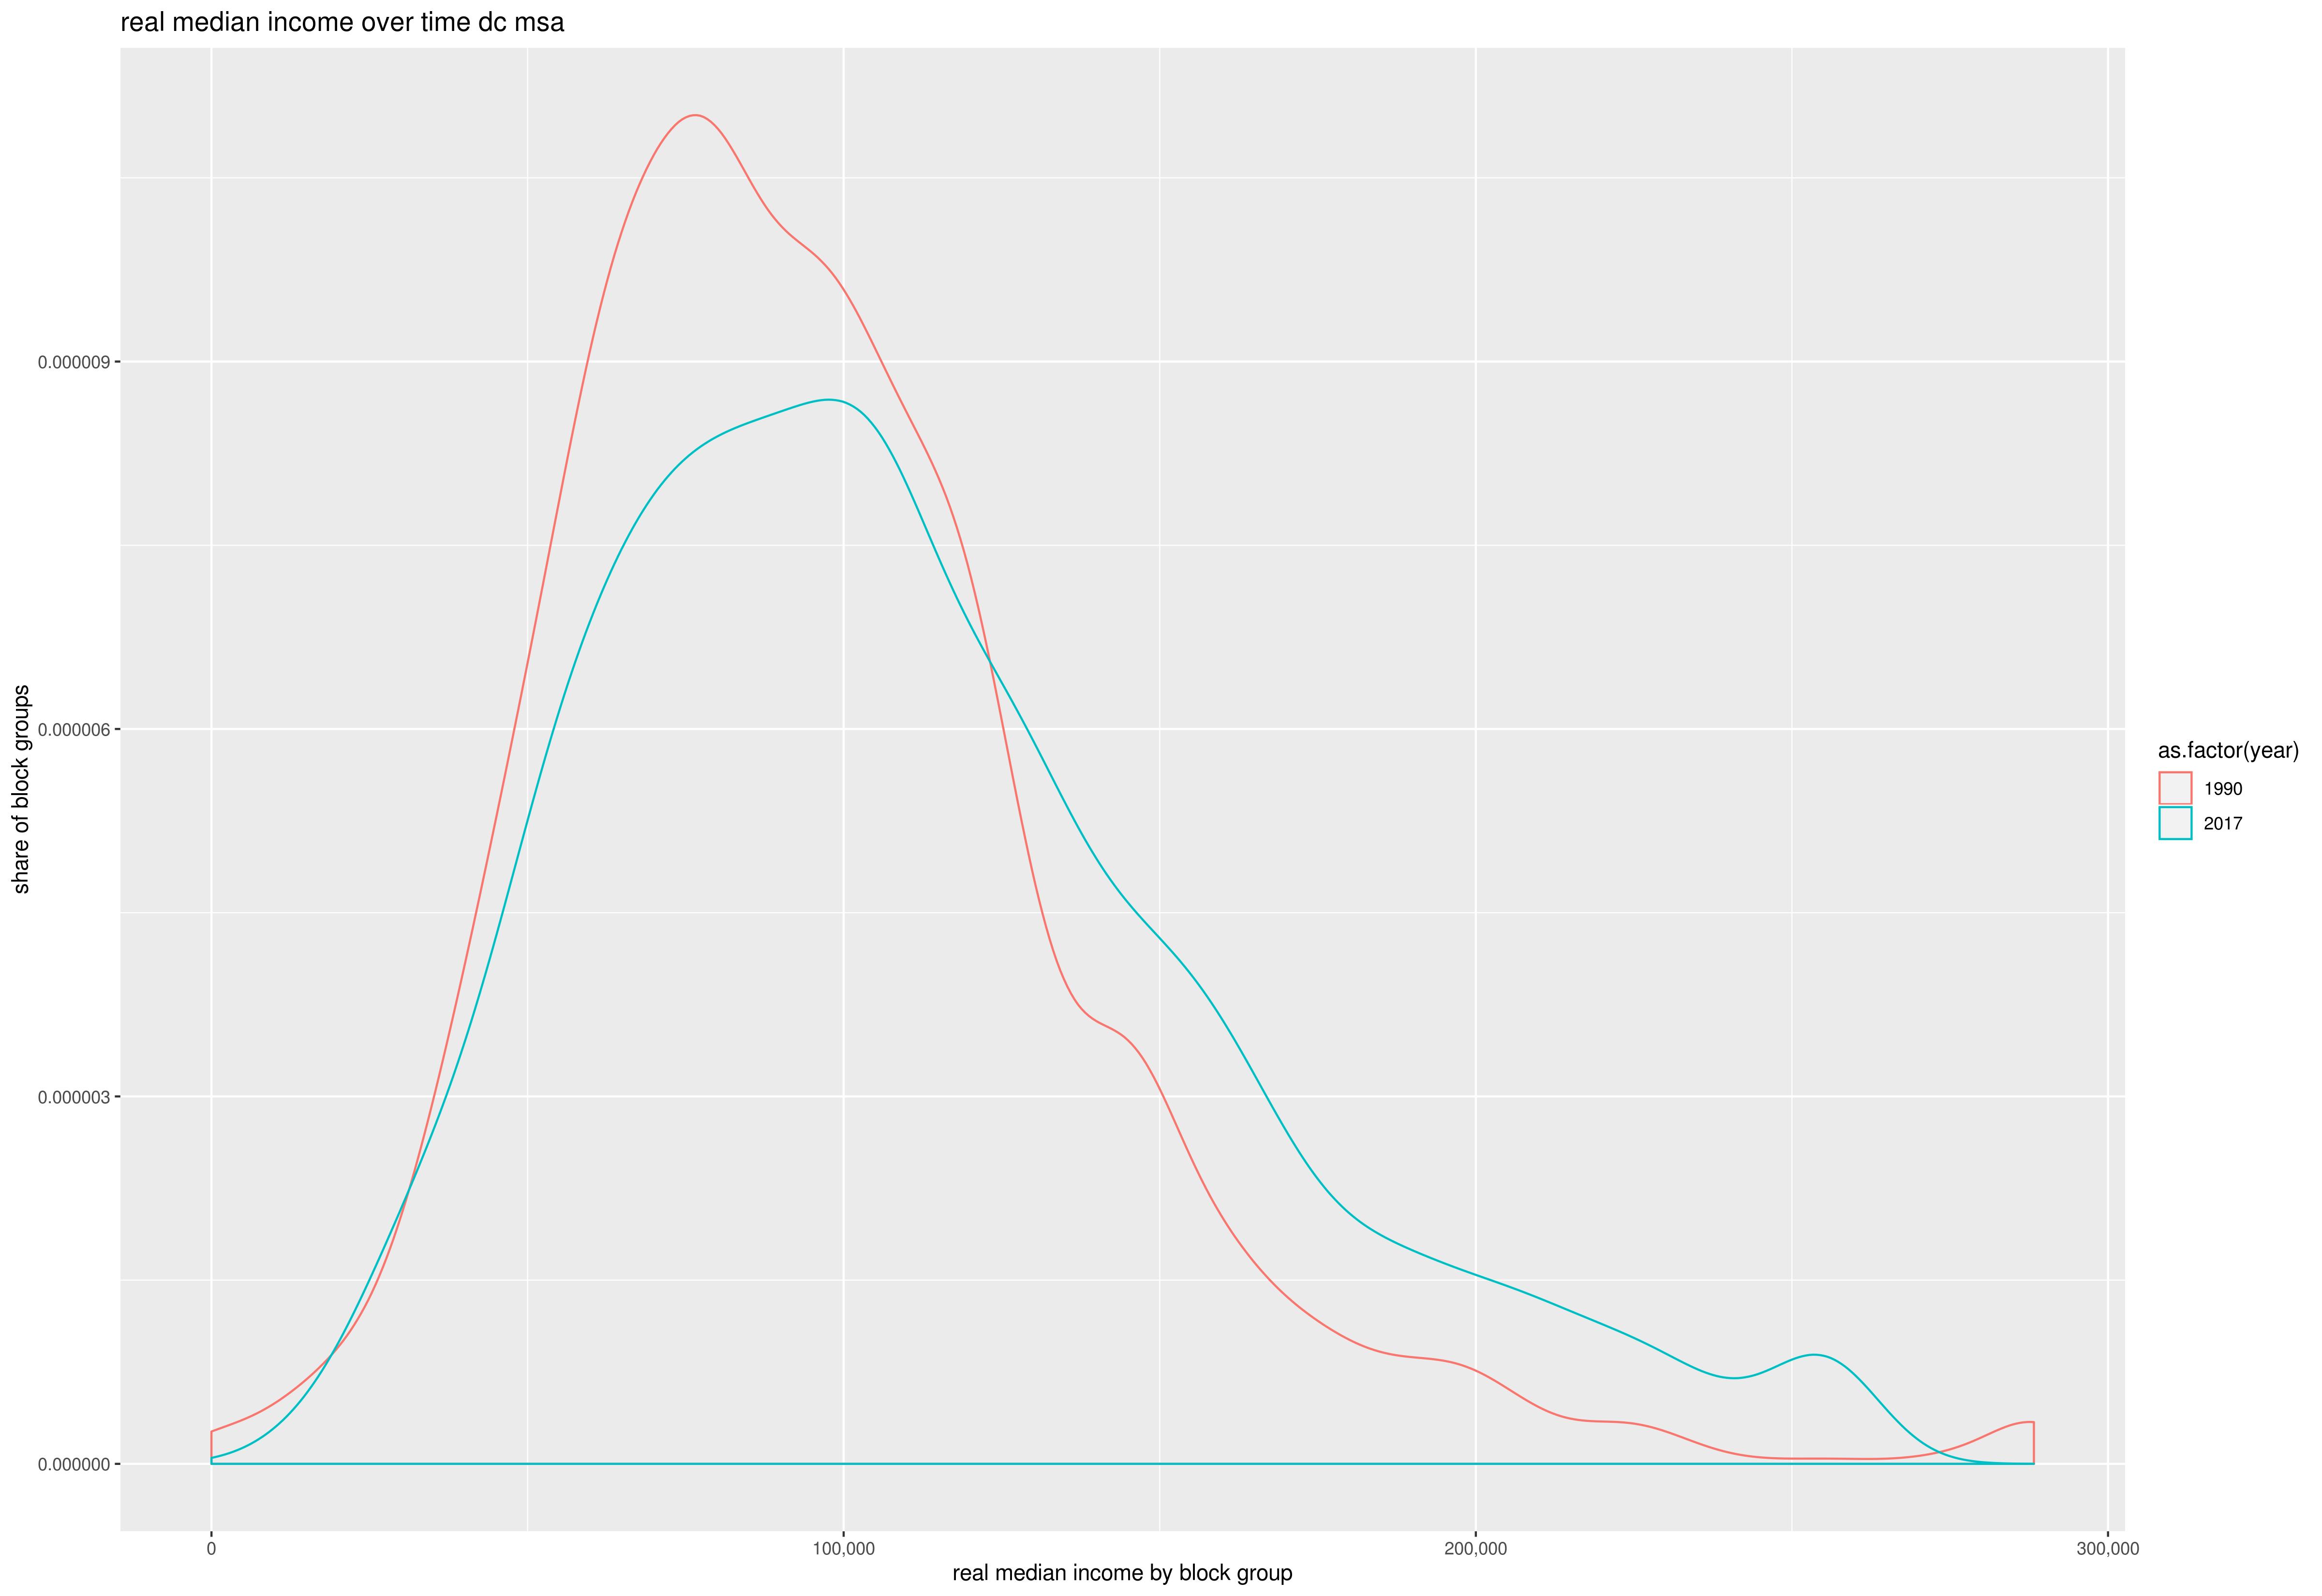 real median income over time dc msa
share of block groups
0.000009
0.000006
0.000003
0.000000
0
100,000
200,000
300,000
real median income by block group
as.factor(year)
1990
2017